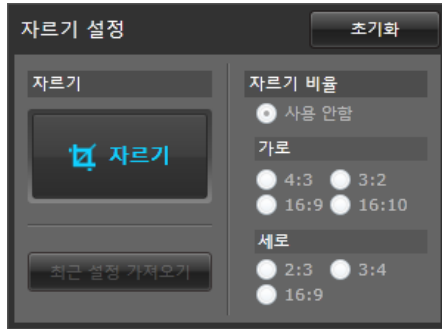 자르기 설정
초기화
자르기
자르기
최근 설정 가져오기
자르기 비율
사용 안함
가로
4:3 3:2
16:9 16:10
세로
2:3 3:4
16:9